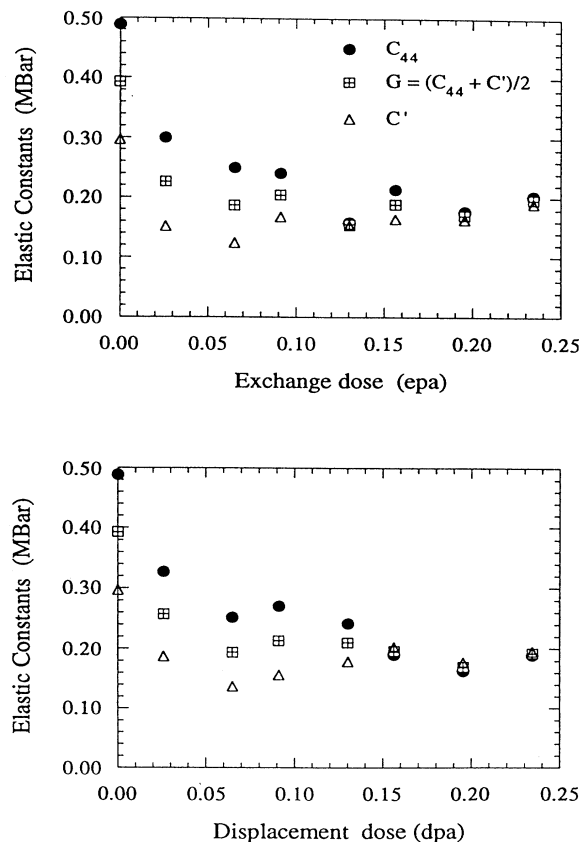 Elastic Constants (MBar)
0.50
0.40
0.30
0.20
0.10
0.00
C44
G = (C44 + C')/2
C'
0.00 0.05 0.10 0.15 0.20 0.25
Exchange dose (epa)
Elastic Constants (MBar)
0.50
0.40
0.30
0.20
0.10
0.00
0.00 0.05 0.10 0.15 0.20 0.25
Displacement dose (dpa)